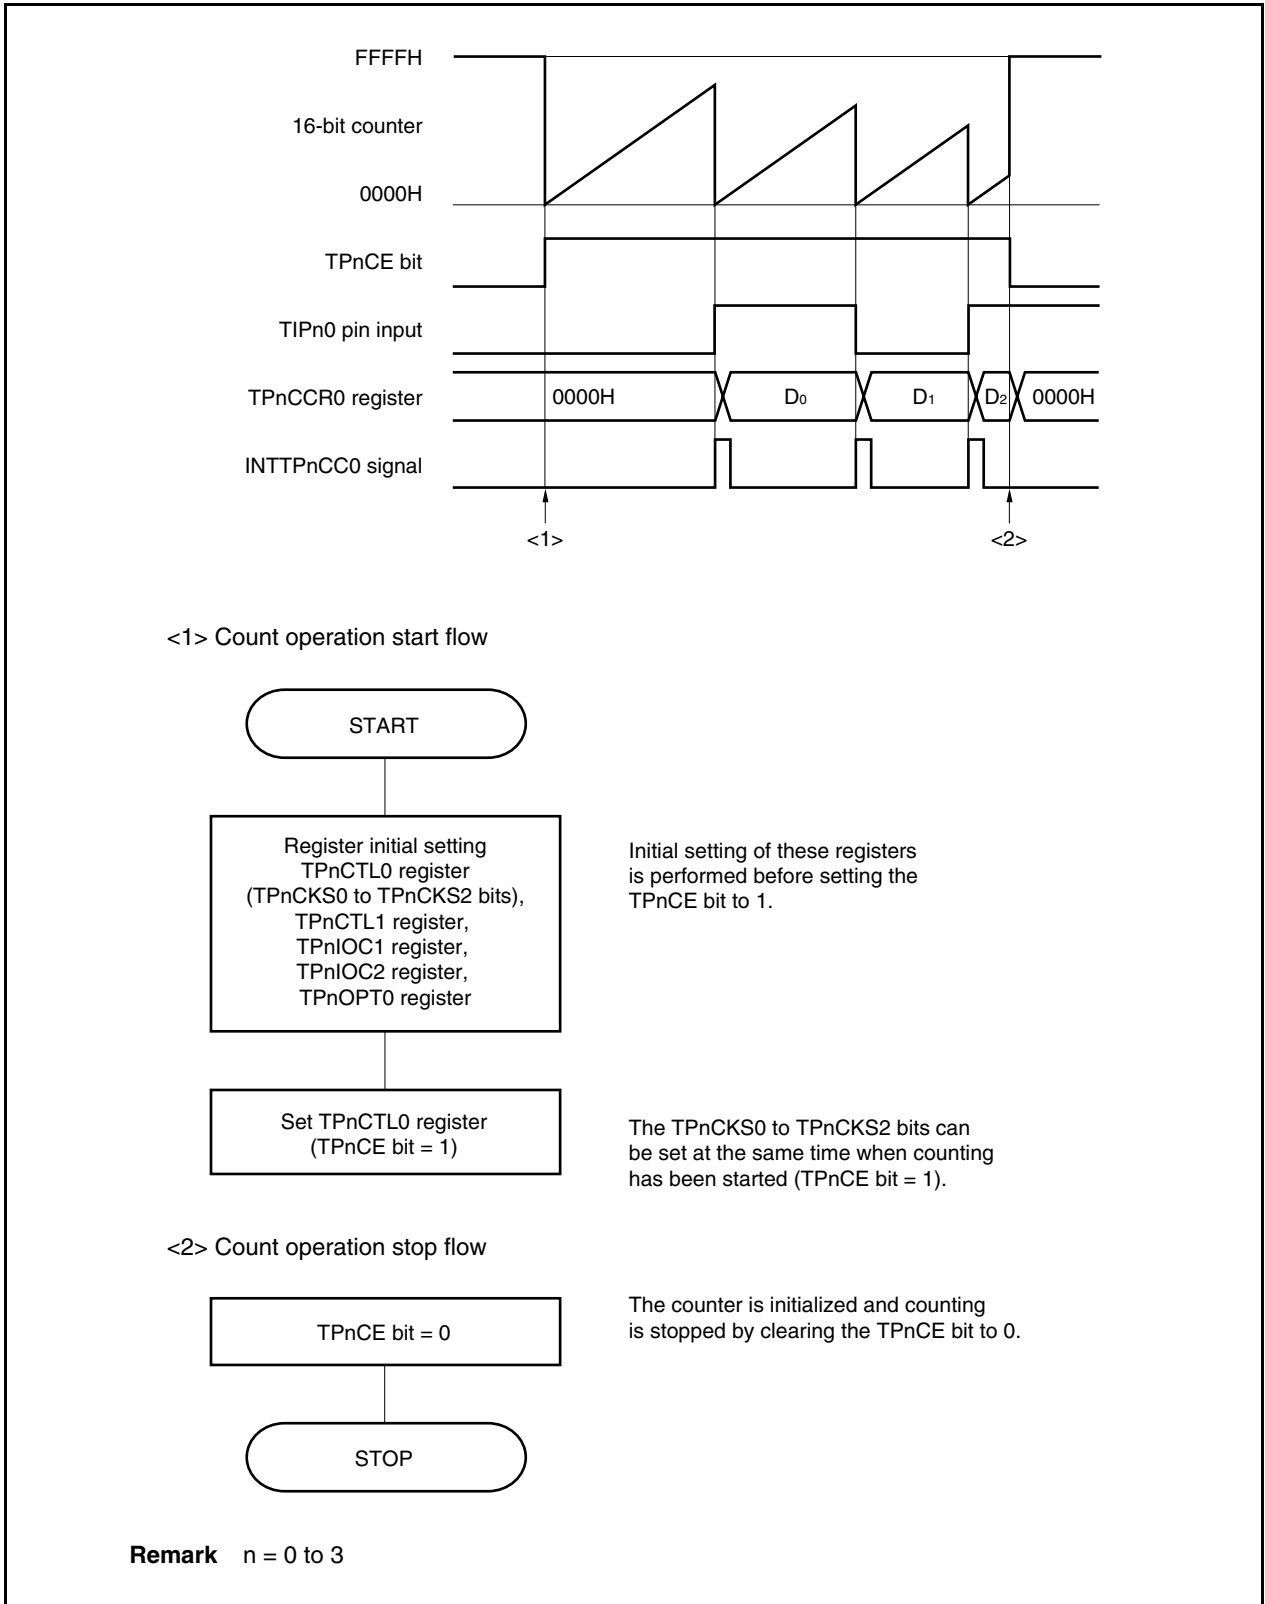 FFFFH
16-bit counter
0000H
TPnCE bit
TIPn0 pin input
TPnCCR0 register
0000H D0 D1 D2 0000H
INTTPnCC0 signal
<1> <2>
<1> Count operation start flow
START
Register initial setting
TPnCTL0 register
(TPnCKS0 to TPnCKS2 bits),
TPnCTL1 register,
TPnIOC1 register,
TPnIOC2 register,
TPnOPT0 register
Initial setting of these registers
is performed before setting the
TPnCE bit to 1.
Set TPnCTL0 register
(TPnCE bit = 1)
The TPnCKS0 to TPnCKS2 bits can
be set at the same time when counting
has been started (TPnCE bit = 1).
<2> Count operation stop flow
TPnCE bit = 0
The counter is initialized and counting
is stopped by clearing the TPnCE bit to 0.
STOP
Remark n = 0 to 3